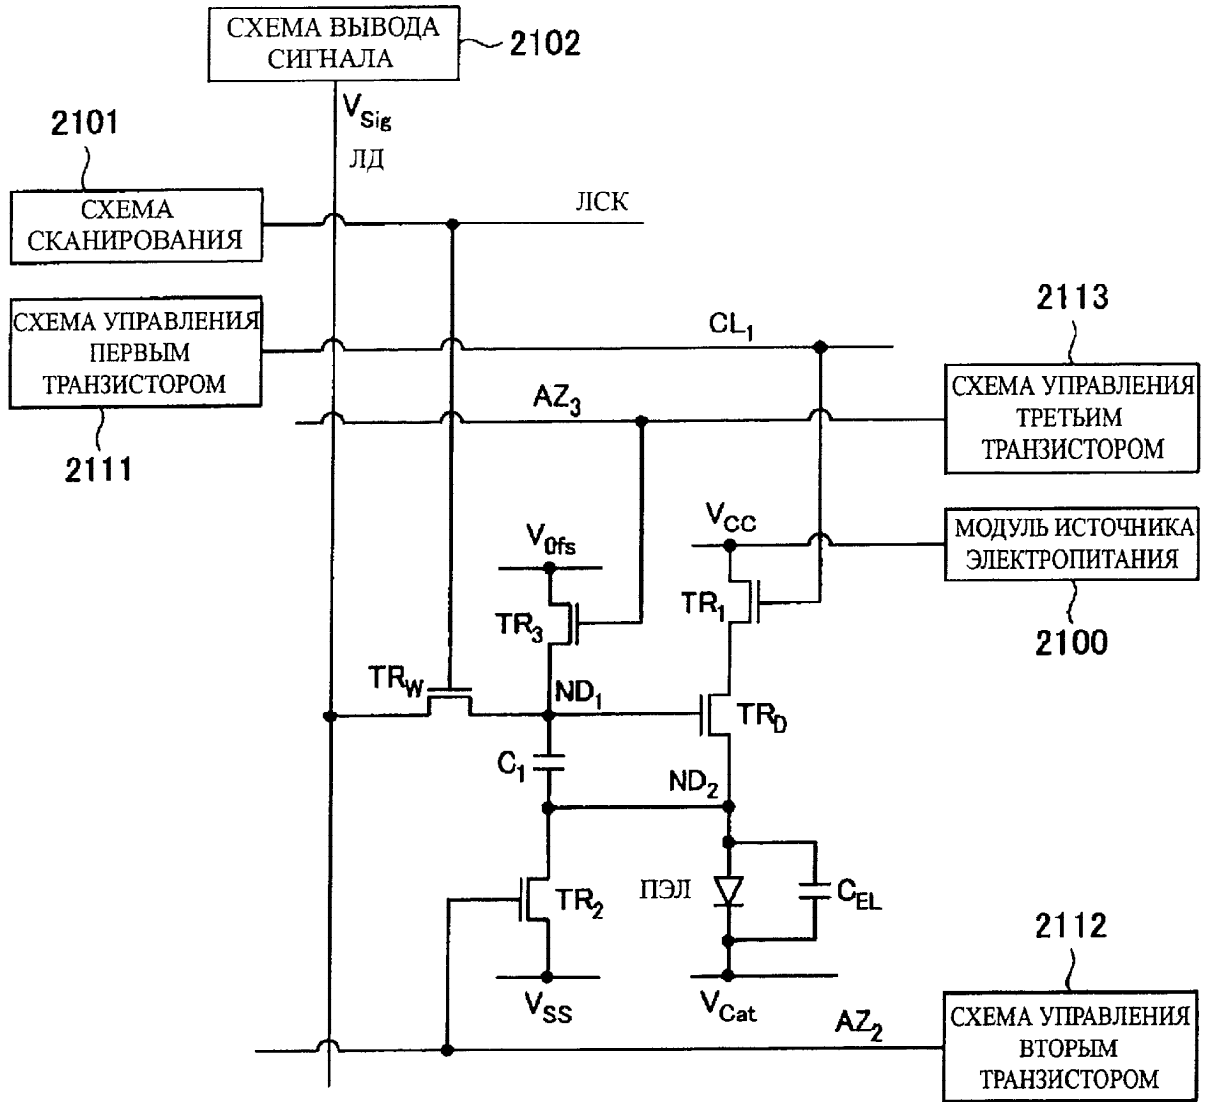 СХЕМА ВЫВОДА
СИГНАЛА
2102
V_Sig
ЛД
2101
СХЕМА
СКАНИРОВАНИЯ
ЛСК
СХЕМА УПРАВЛЕНИЯ
ПЕРВЫМ
ТРАНЗИСТОРОМ
2111
CL_1
2113
СХЕМА УПРАВЛЕНИЯ
ТРЕТЬИМ
ТРАНЗИСТОРОМ
AZ_3
V_CC
МОДУЛЬ ИСТОЧНИКА
ЭЛЕКТРОПИТАНИЯ
2100
V_0fs
TR_3
TR_1
TR_W
ND_1
TR_D
C_1
ND_2
TR_2
ПЭЛ
C_EL
V_SS
V_Cat
AZ_2
2112
СХЕМА УПРАВЛЕНИЯ
ВТОРЫМ
ТРАНЗИСТОРОМ